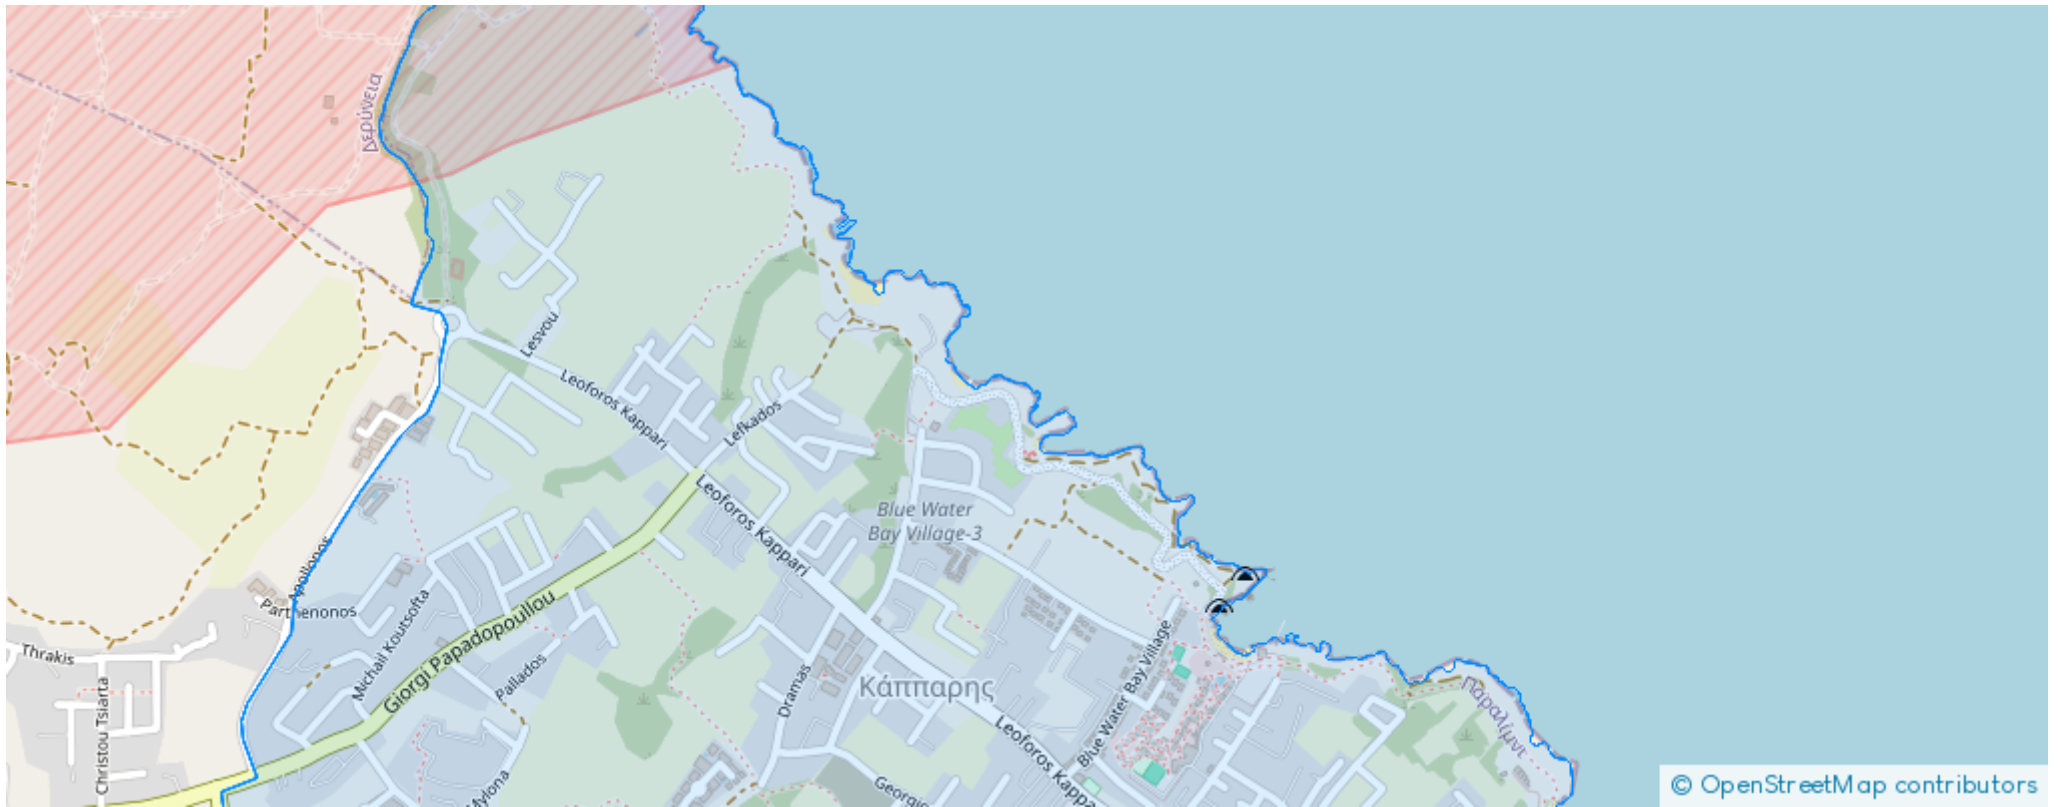 Δερύνεια
Lesvou
Leoforos Kappari
Lefkados
Leoforos Kappari
Blue Water
Bay Village-3
Apollonos
Parthenonos
Michail Koutsofta
Giorgi Papadopoullou
Thrakis
Christou Tsiarta
Pallados
Dramas
Κάππαρης
Blue Water Bay Village
Leoforos Kappa
Παραλίμνι
Mylona
Georgio
© OpenStreetMap contributors